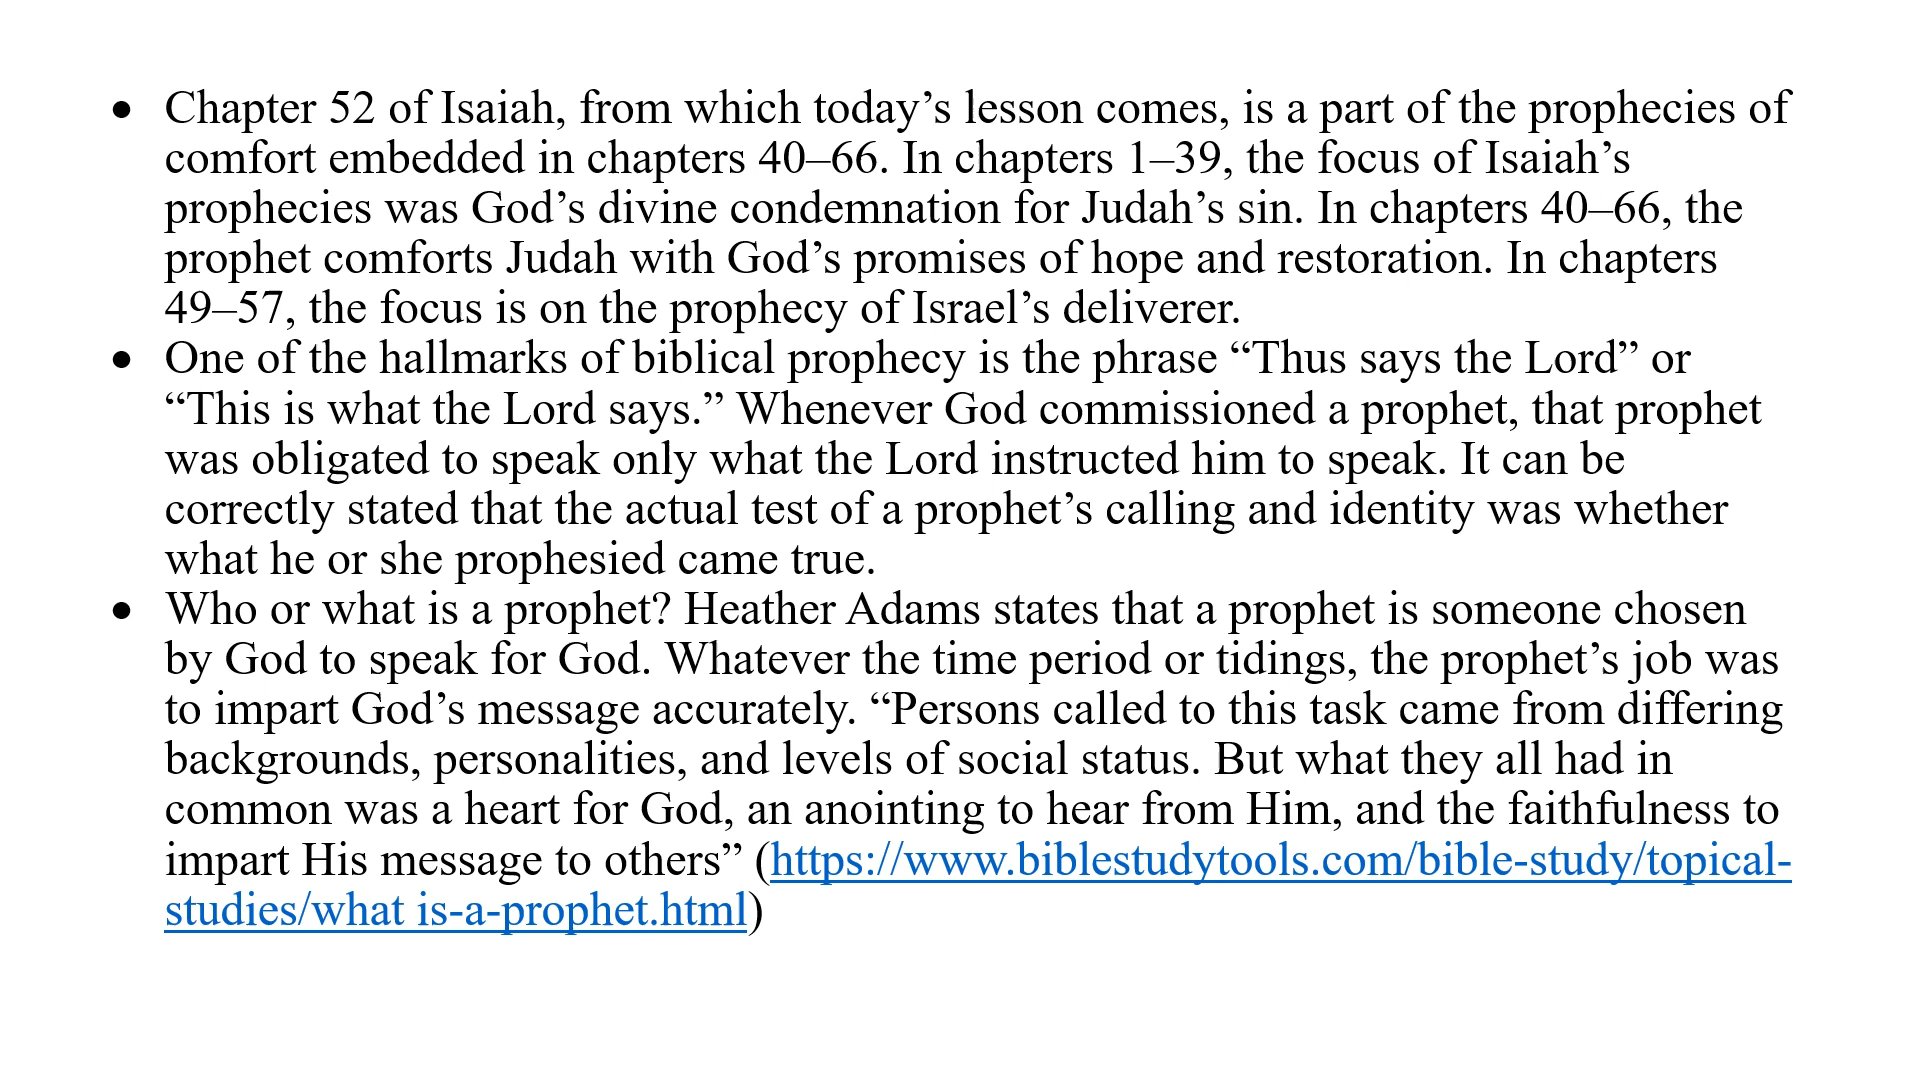 • Chapter 52 of Isaiah, from which today’s lesson comes, is a part of the prophecies of
comfort embedded in chapters 40–66. In chapters 1–39, the focus of Isaiah’s
prophecies was God’s divine condemnation for Judah’s sin. In chapters 40–66, the
prophet comforts Judah with God’s promises of hope and restoration. In chapters
49–57, the focus is on the prophecy of Israel’s deliverer.
• One of the hallmarks of biblical prophecy is the phrase “Thus says the Lord” or
“This is what the Lord says.” Whenever God commissioned a prophet, that prophet
was obligated to speak only what the Lord instructed him to speak. It can be
correctly stated that the actual test of a prophet’s calling and identity was whether
what he or she prophesied came true.
• Who or what is a prophet? Heather Adams states that a prophet is someone chosen
by God to speak for God. Whatever the time period or tidings, the prophet’s job was
to impart God’s message accurately. “Persons called to this task came from differing
backgrounds, personalities, and levels of social status. But what they all had in
common was a heart for God, an anointing to hear from Him, and the faithfulness to
impart His message to others” (https://www.biblestudytools.com/bible-study/topical-
studies/what is-a-prophet.html)